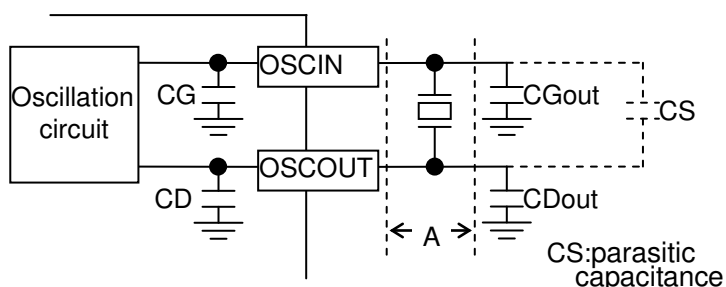 OSCIN
Oscillation
circuit
CG
CGout
CS
OSCOUT
CD
CDout
A
CS:parasitic
capacitance